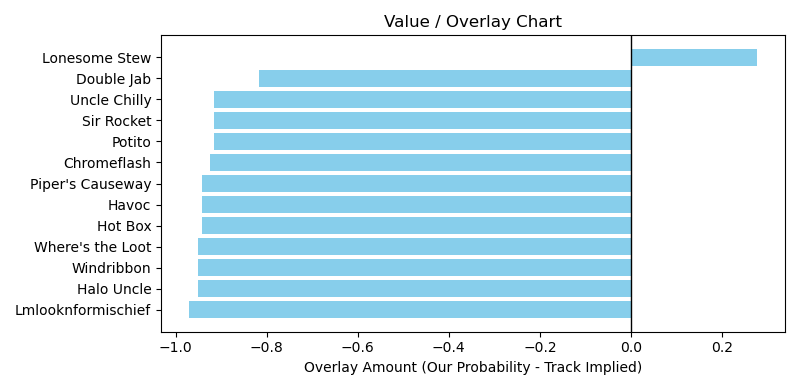 Value / Overlay Chart
Lonesome Stew
Double Jab
Uncle Chilly
Sir Rocket
Potito
Chromeflash
Piper's Causeway
Havoc
Hot Box
Where's the Loot
Windribbon
Halo Uncle
Lmlooknformischief
−1.0 −0.8 −0.6 −0.4 −0.2 0.0 0.2
Overlay Amount (Our Probability - Track Implied)